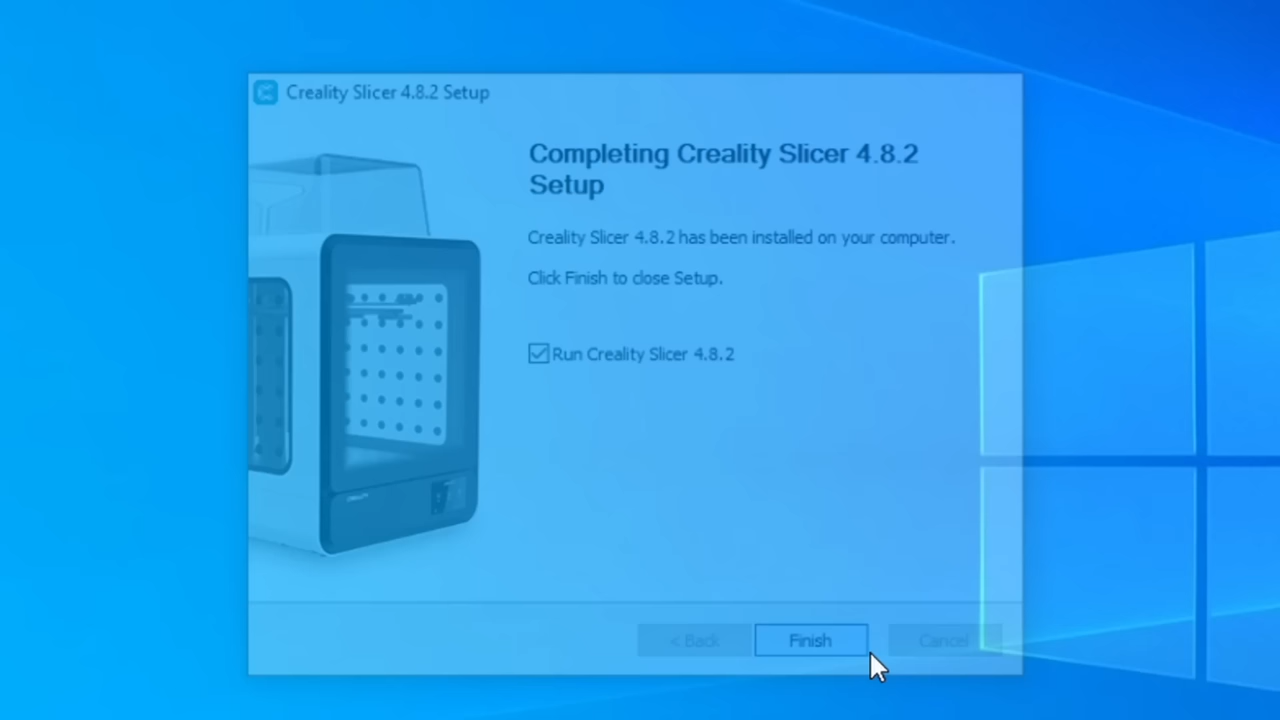 Creality Slicer 4.8.2 Setup
Completing Creality Slicer 4.8.2
Setup
Creality Slicer 4.8.2 has been installed on your computer.
Click Finish to close Setup.
Run Creality Slicer 4.8.2
< Back
Finish
Cancel